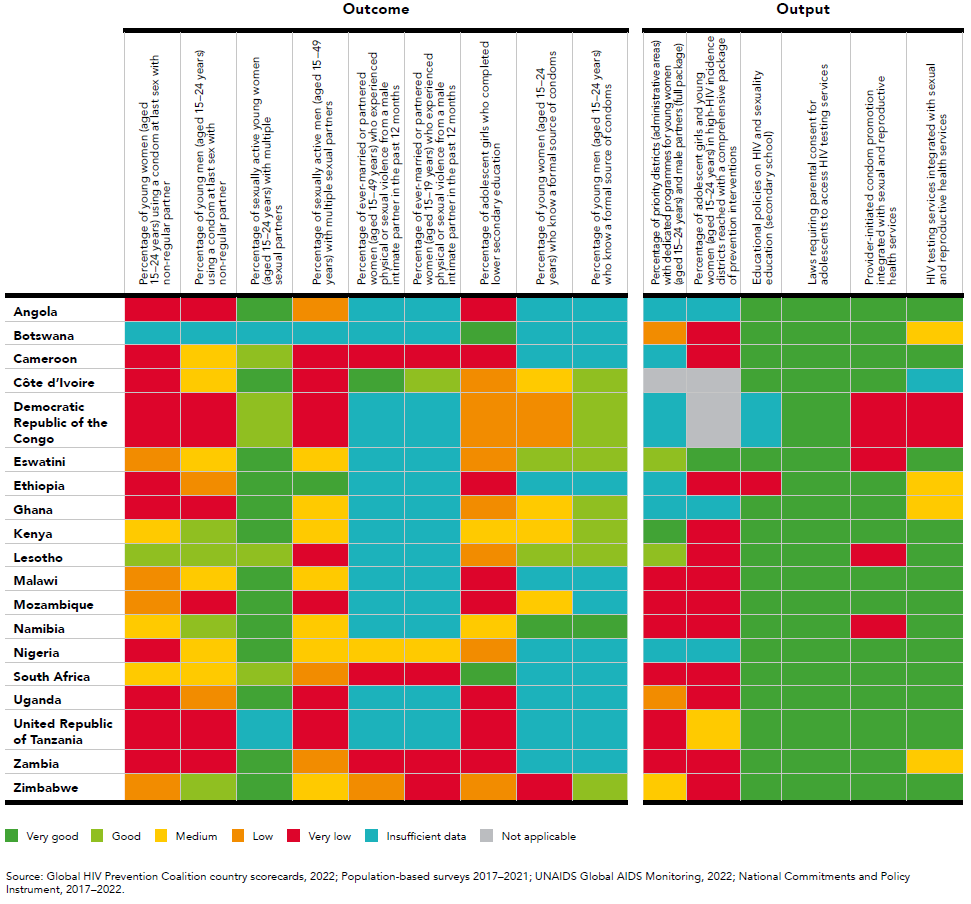 Outcome
Output
Percentage of young women (aged
15–24 years) using a condom at last sex with
non-regular partner
Percentage of young men (aged 15–24 years)
using a condom at last sex with
non-regular partner
Percentage of sexually active young women
(aged 15–24 years) with multiple
sexual partners
Percentage of sexually active men (aged 15–49
years) with multiple sexual partners
Percentage of ever-married or partnered
women (aged 15–49 years) who experienced
physical or sexual violence from a male
intimate partner in the past 12 months
Percentage of ever-married or partnered
women (aged 15–19 years) who experienced
physical or sexual violence from a male
intimate partner in the past 12 months
Percentage of adolescent girls who completed
lower secondary education
Percentage of young women (aged 15–24
years) who know a formal source of condoms
Percentage of young men (aged 15–24 years)
who know a formal source of condoms
Percentage of priority districts (administrative areas)
with dedicated programmes for young women
(aged 15–24 years) and male partners (full package)
Percentage of adolescent girls and young
women (aged 15–24 years) in high-HIV incidence
districts reached with a comprehensive package
of prevention interventions
Educational policies on HIV and sexuality
education (secondary school)
Laws requiring parental consent for
adolescents to access HIV testing services
Provider-initiated condom promotion
integrated with sexual and reproductive
health services
HIV testing services integrated with sexual
and reproductive health services
Angola
Botswana
Cameroon
Côte d’Ivoire
Democratic
Republic of the
Congo
Eswatini
Ethiopia
Ghana
Kenya
Lesotho
Malawi
Mozambique
Namibia
Nigeria
South Africa
Uganda
United Republic
of Tanzania
Zambia
Zimbabwe
Very good
Good
Medium
Low
Very low
Insufficient data
Not applicable
Source: Global HIV Prevention Coalition country scorecards, 2022; Population-based surveys 2017–2021; UNAIDS Global AIDS Monitoring, 2022; National Commitments and Policy
Instrument, 2017–2022.